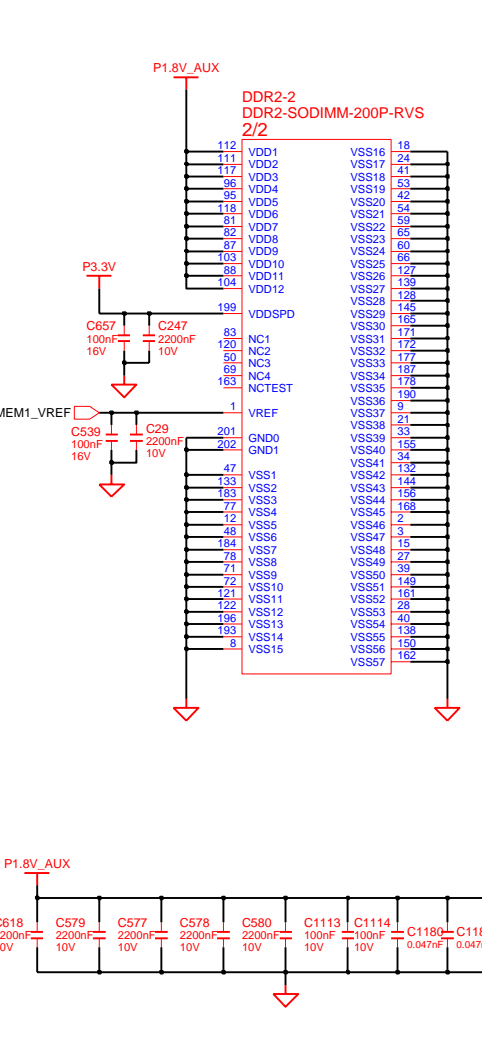 P1.8V_AUX
DDR2-2
DDR2-SODIMM-200P-RVS
2/2
112 VDD1 VSS16 18
111 VDD2 VSS17 24
117 VDD3 VSS18 41
96 VDD4 VSS19 53
95 VDD5 VSS20 42
118 VDD6 VSS21 54
81 VDD7 VSS22 59
82 VDD8 VSS23 65
87 VDD9 VSS24 60
103 VDD10 VSS25 66
88 VDD11 VSS26 127
104 VDD12 VSS27 139
VSS28 128
199 VDDSPD VSS29 145
VSS30 165
83 NC1 VSS31 171
120 NC2 VSS32 172
50 NC3 VSS33 177
69 NC4 VSS34 187
163 NCTEST VSS35 178
VSS36 190
1 VREF VSS37 9
VSS38 21
201 GND0 VSS39 33
202 GND1 VSS40 155
VSS41 34
47 VSS1 VSS42 132
133 VSS2 VSS43 144
183 VSS3 VSS44 156
77 VSS4 VSS45 168
12 VSS5 VSS46 2
48 VSS6 VSS47 3
184 VSS7 VSS48 15
78 VSS8 VSS49 27
71 VSS9 VSS50 39
72 VSS10 VSS51 149
121 VSS11 VSS52 161
122 VSS12 VSS53 28
196 VSS13 VSS54 40
193 VSS14 VSS55 138
8 VSS15 VSS56 150
VSS57 162
P3.3V
C657 C247
100nF 2200nF
16V 10V
MEM1_VREF
C539 C29
100nF 2200nF
16V 10V
P1.8V_AUX
C618 C579 C577 C578 C580 C1113 C1114 C1180
2200nF 2200nF 2200nF 2200nF 2200nF 100nF 100nF 0.047nF
10V 10V 10V 10V 10V 10V 10V